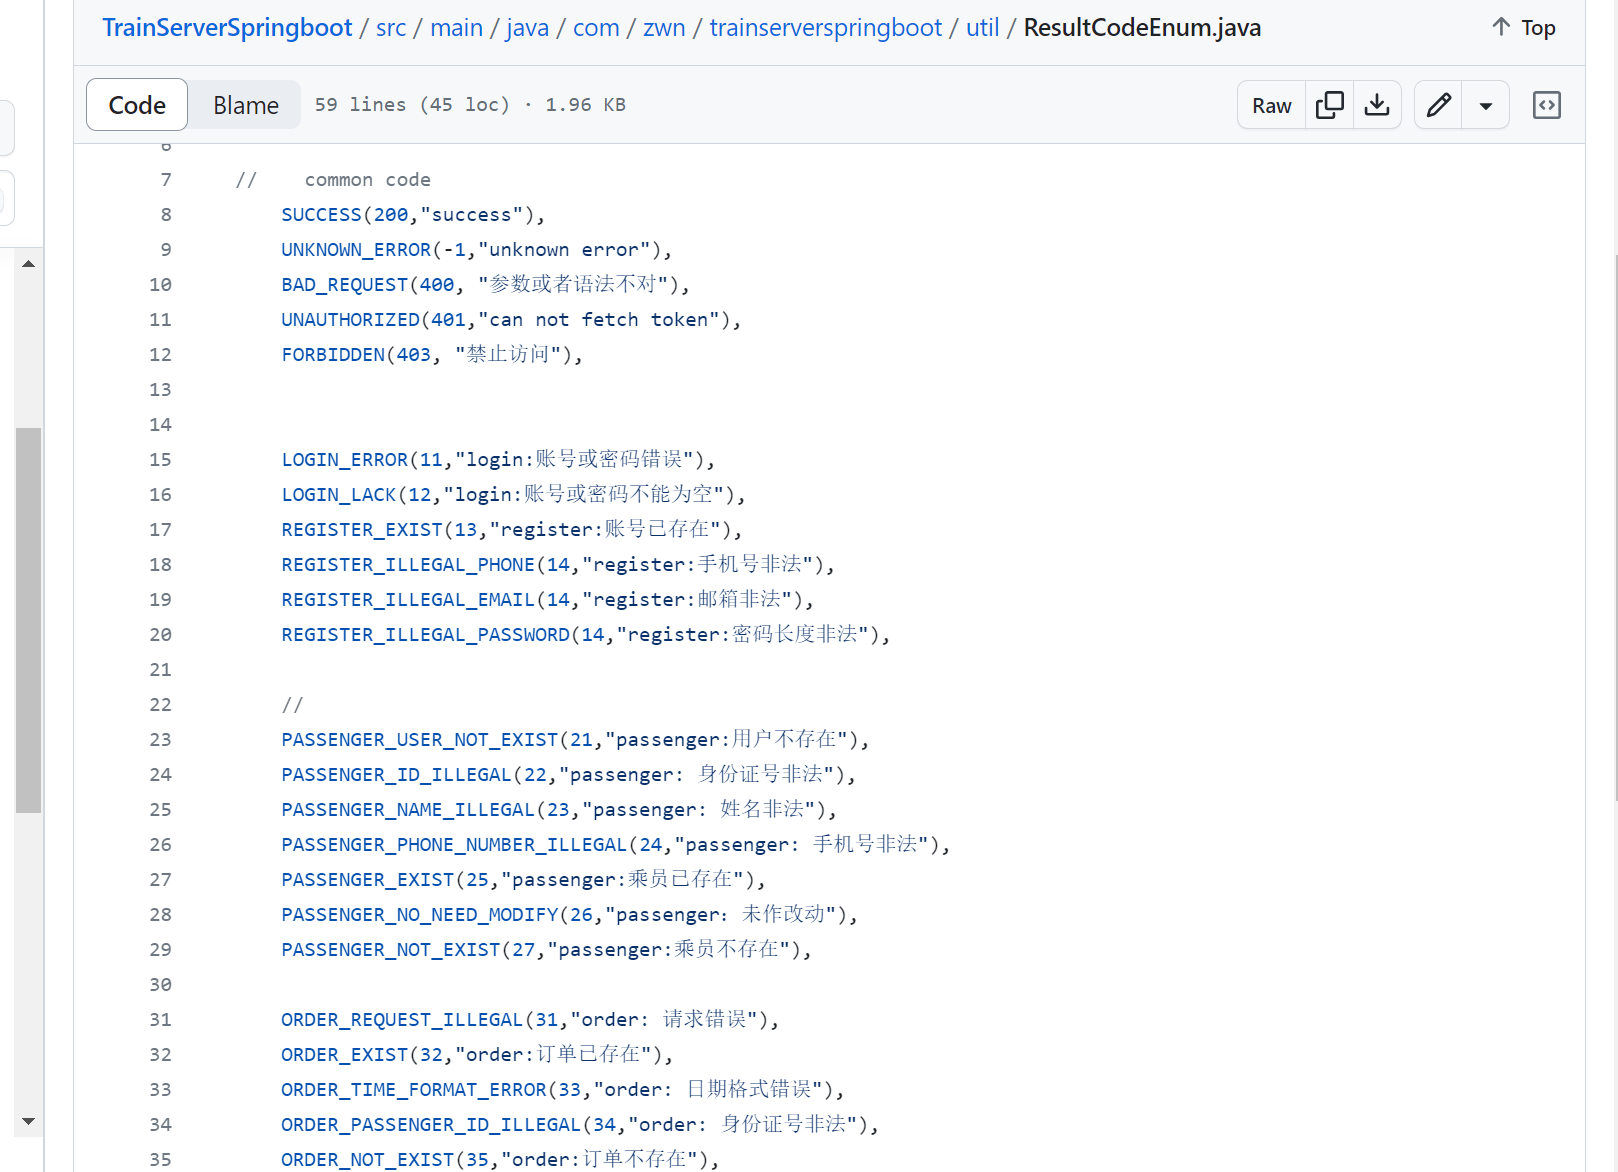 TrainServerSpringboot / src / main / java / com / zwn / trainserverspringboot / util / ResultCodeEnum.java
Top
Code Blame 59 lines (45 loc) · 1.96 KB Raw
6
7 // common code
8 SUCCESS(200,"success"),
9 UNKNOWN_ERROR(-1,"unknown error"),
10 BAD_REQUEST(400, "参数或者语法不对"),
11 UNAUTHORIZED(401,"can not fetch token"),
12 FORBIDDEN(403, "禁止访问"),
13
14
15 LOGIN_ERROR(11,"login:账号或密码错误"),
16 LOGIN_LACK(12,"login:账号或密码不能为空"),
17 REGISTER_EXIST(13,"register:账号已存在"),
18 REGISTER_ILLEGAL_PHONE(14,"register:手机号非法"),
19 REGISTER_ILLEGAL_EMAIL(14,"register:邮箱非法"),
20 REGISTER_ILLEGAL_PASSWORD(14,"register:密码长度非法"),
21
22 //
23 PASSENGER_USER_NOT_EXIST(21,"passenger:用户不存在"),
24 PASSENGER_ID_ILLEGAL(22,"passenger: 身份证号非法"),
25 PASSENGER_NAME_ILLEGAL(23,"passenger: 姓名非法"),
26 PASSENGER_PHONE_NUMBER_ILLEGAL(24,"passenger: 手机号非法"),
27 PASSENGER_EXIST(25,"passenger:乘员已存在"),
28 PASSENGER_NO_NEED_MODIFY(26,"passenger: 未作改动"),
29 PASSENGER_NOT_EXIST(27,"passenger:乘员不存在"),
30
31 ORDER_REQUEST_ILLEGAL(31,"order: 请求错误"),
32 ORDER_EXIST(32,"order:订单已存在"),
33 ORDER_TIME_FORMAT_ERROR(33,"order: 日期格式错误"),
34 ORDER_PASSENGER_ID_ILLEGAL(34,"order: 身份证号非法"),
35 ORDER_NOT_EXIST(35,"order:订单不存在"),